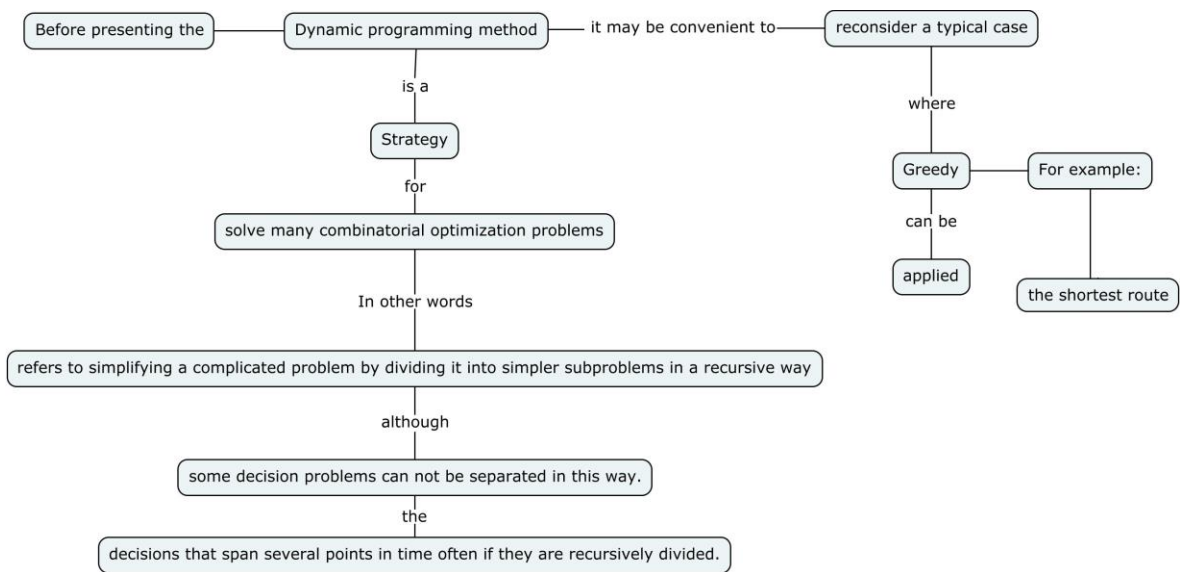 Before presenting the
Dynamic programming method
it may be convenient to
reconsider a typical case
is a
where
Strategy
Greedy
For example:
for
can be
solve many combinatorial optimization problems
applied
the shortest route
In other words
refers to simplifying a complicated problem by dividing it into simpler subproblems in a recursive way
although
some decision problems can not be separated in this way.
the
decisions that span several points in time often if they are recursively divided.